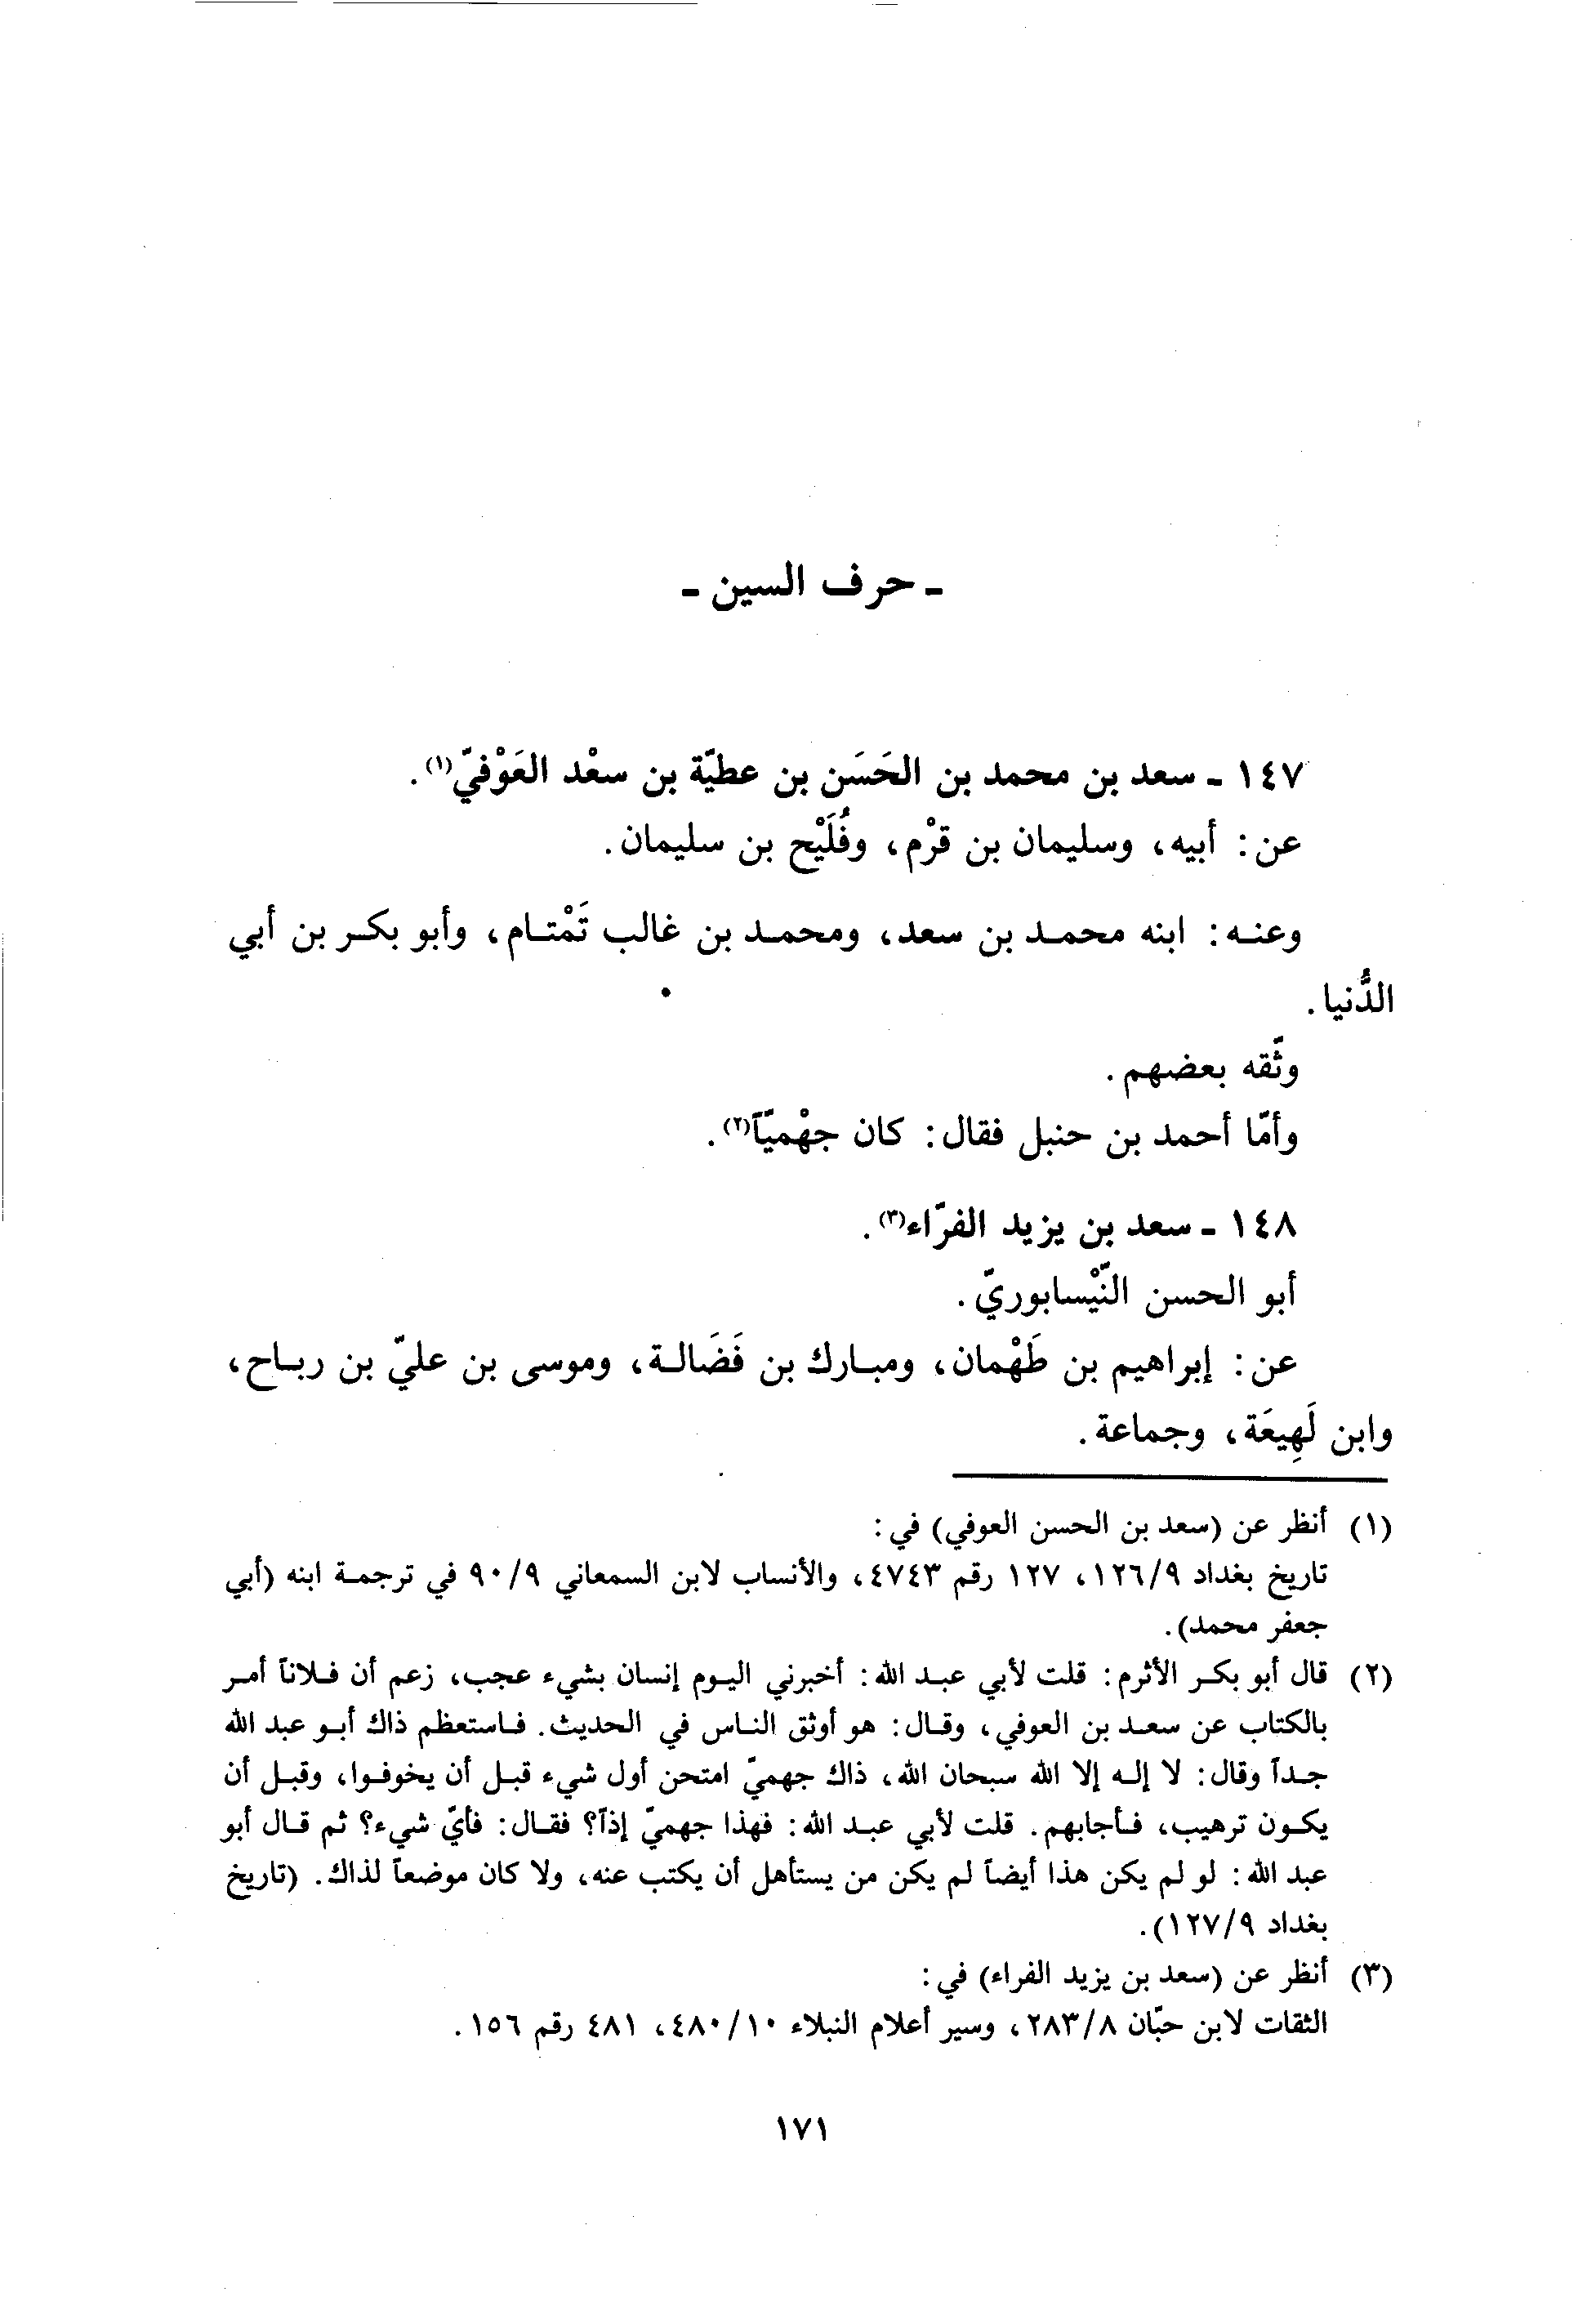 - حرف السين -
١٤٧ - سعد بن محمد بن الحَسَن بن عطيّة بن سعْد العَوْفيّ(١).
عن: أبيه، وسليمان بن قرْم، وفُلَيْح بن سليمان.
وعنه: ابنه محمد بن سعد، ومحمد بن غالب تَمْتام، وأبو بكر بن أبي
الدُّنيا.
وثّقه بعضهم.
وأمّا أحمد بن حنبل فقال: كان جهْميّاً(٢).
١٤٨ - سعد بن يزيد الفرّاء(٣).
أبو الحسن النَّيْسابوريّ.
عن: إبراهيم بن طَهْمان، ومبارك بن فَضَالة، وموسى بن عليّ بن رباح،
وابن لَهِيعَة، وجماعة.
(١) أنظر عن (سعد بن الحسن العوفي) في:
تاريخ بغداد ١٢٦/٩، ١٢٧ رقم ٤٧٤٣، والأنساب لابن السمعاني ٩٠/٩ في ترجمة ابنه (أبي
جعفر محمد).
(٢) قال أبو بكر الأثرم: قلت لأبي عبد الله: أخبرني اليوم إنسان بشيء عجب، زعم أن فلاناً أمر
بالكتاب عن سعد بن العوفي، وقال: هو أوثق الناس في الحديث. فاستعظم ذاك أبو عبد الله
جداً وقال: لا إله إلا الله سبحان الله، ذاك جهميّ امتحن أول شيء قبل أن يخوفوا، وقبل أن
يكون ترهيب، فأجابهم. قلت لأبي عبد الله: فهذا جهميّ إذاً؟ فقال: فأيّ شيء؟ ثم قال أبو
عبد الله: لو لم يكن هذا أيضاً لم يكن من يستأهل أن يكتب عنه، ولا كان موضعاً لذاك. (تاريخ
بغداد ١٢٧/٩).
(٣) أنظر عن (سعد بن يزيد الفراء) في:
الثقات لابن حبّان ٢٨٣/٨، وسير أعلام النبلاء ٤٨٠/١٠، ٤٨١ رقم ١٥٦.
١٧١